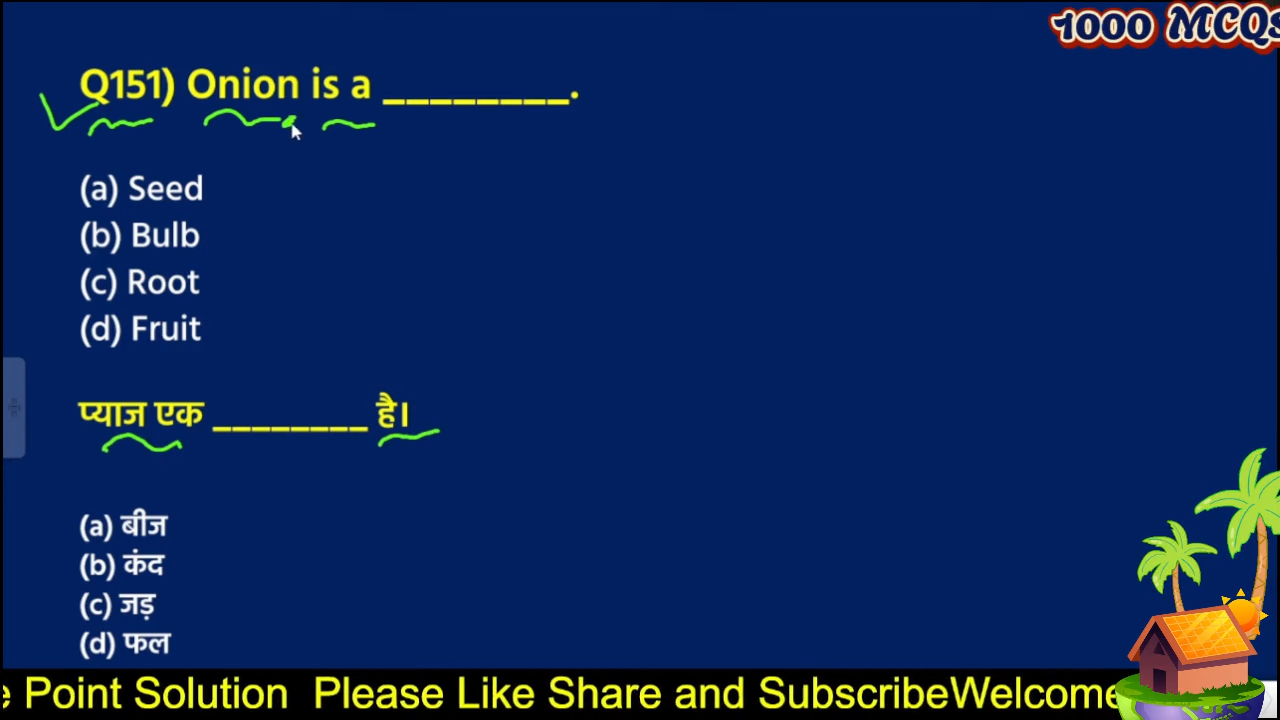 1000 MCQs
Q151) Onion is a ________.
(a) Seed
(b) Bulb
(c) Root
(d) Fruit
प्याज एक ________ है।
(a) बीज
(b) कंद
(c) जड़
(d) फल
e Point Solution Please Like Share and SubscribeWelcome